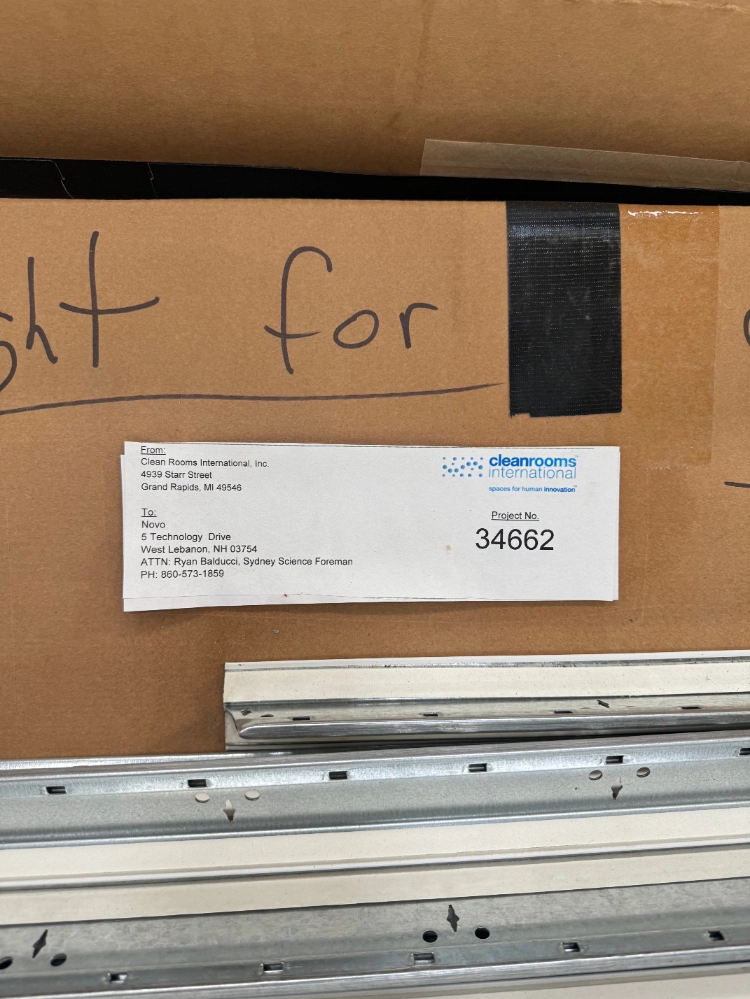 for
From:
Clean Rooms International, Inc.
4939 Starr Street
Grand Rapids, MI 49546
To:
Novo
5 Technology Drive
West Lebanon, NH 03754
ATTN: Ryan Balducci, Sydney Science Foreman
PH: 860-573-1859
cleanrooms
international
spaces for human innovation
Project No.
34662